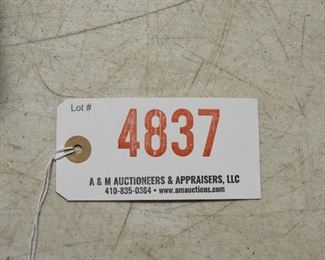 Lot #
4837
A & M AUCTIONEERS & APPRAISERS, LLC
410-835-0384 • www.amauctions.com